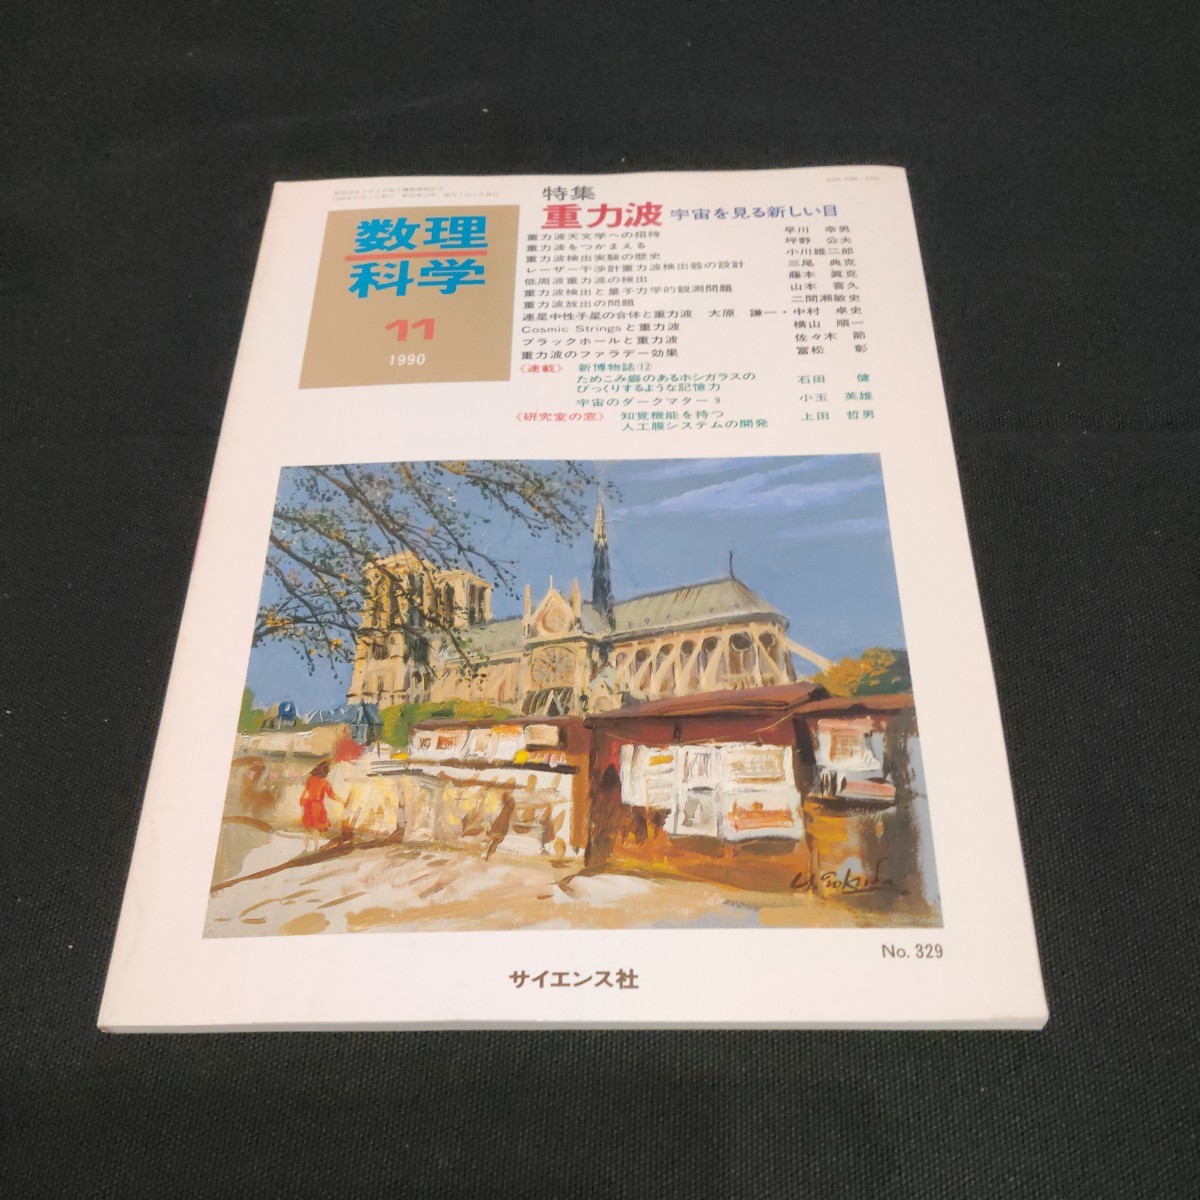 特集
重力波 宇宙を見る新しい目
数理
科学
11
1990
重力波天文学への招待 早川 幸男
重力波をつかまえる 坪野 公夫
重力波検出実験の歴史 小川雄二郎
レーザー干渉計重力波検出器の設計 三尾 典克
低周波重力波の検出 藤本 眞克
重力波検出と量子力学的観測問題 山本 喜久
重力波放出の問題 二間瀬敏史
連星中性子星の合体と重力波 大原 謙一・中村 卓史
Cosmic Stringsと重力波 横山 順一
ブラックホールと重力波 佐々木 節
重力波のファラデー効果 冨松 彰
〈連載〉 新博物誌⑫
ためこみ癖のあるホシガラスの
びっくりするような記憶力 石田 健
宇宙のダークマター 9 小玉 英雄
〈研究室の窓〉 知覚機能を持つ
人工膜システムの開発 上田 哲男
No. 329
サイエンス社